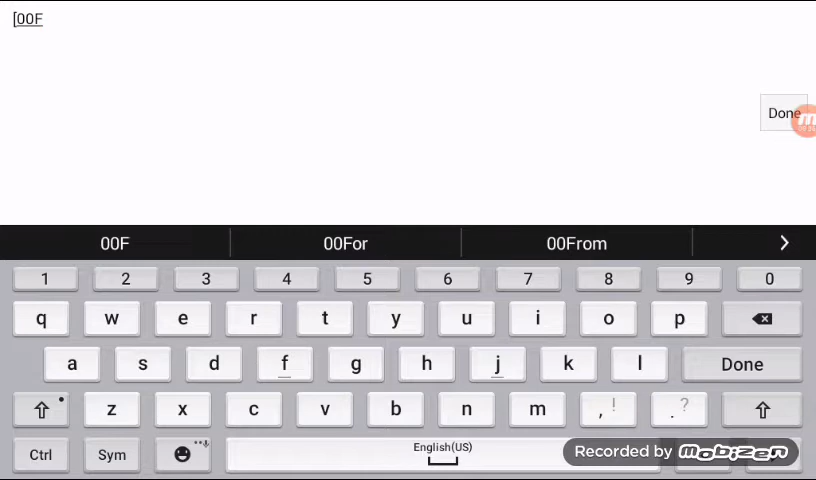 [00F
Done
00F 00For 00From >
1 2 3 4 5 6 7 8 9 0
q w e r t y u i o p
a s d f g h j k l Done
z x c v b n m ,! .?
Ctrl Sym English(US) Recorded by mobizen